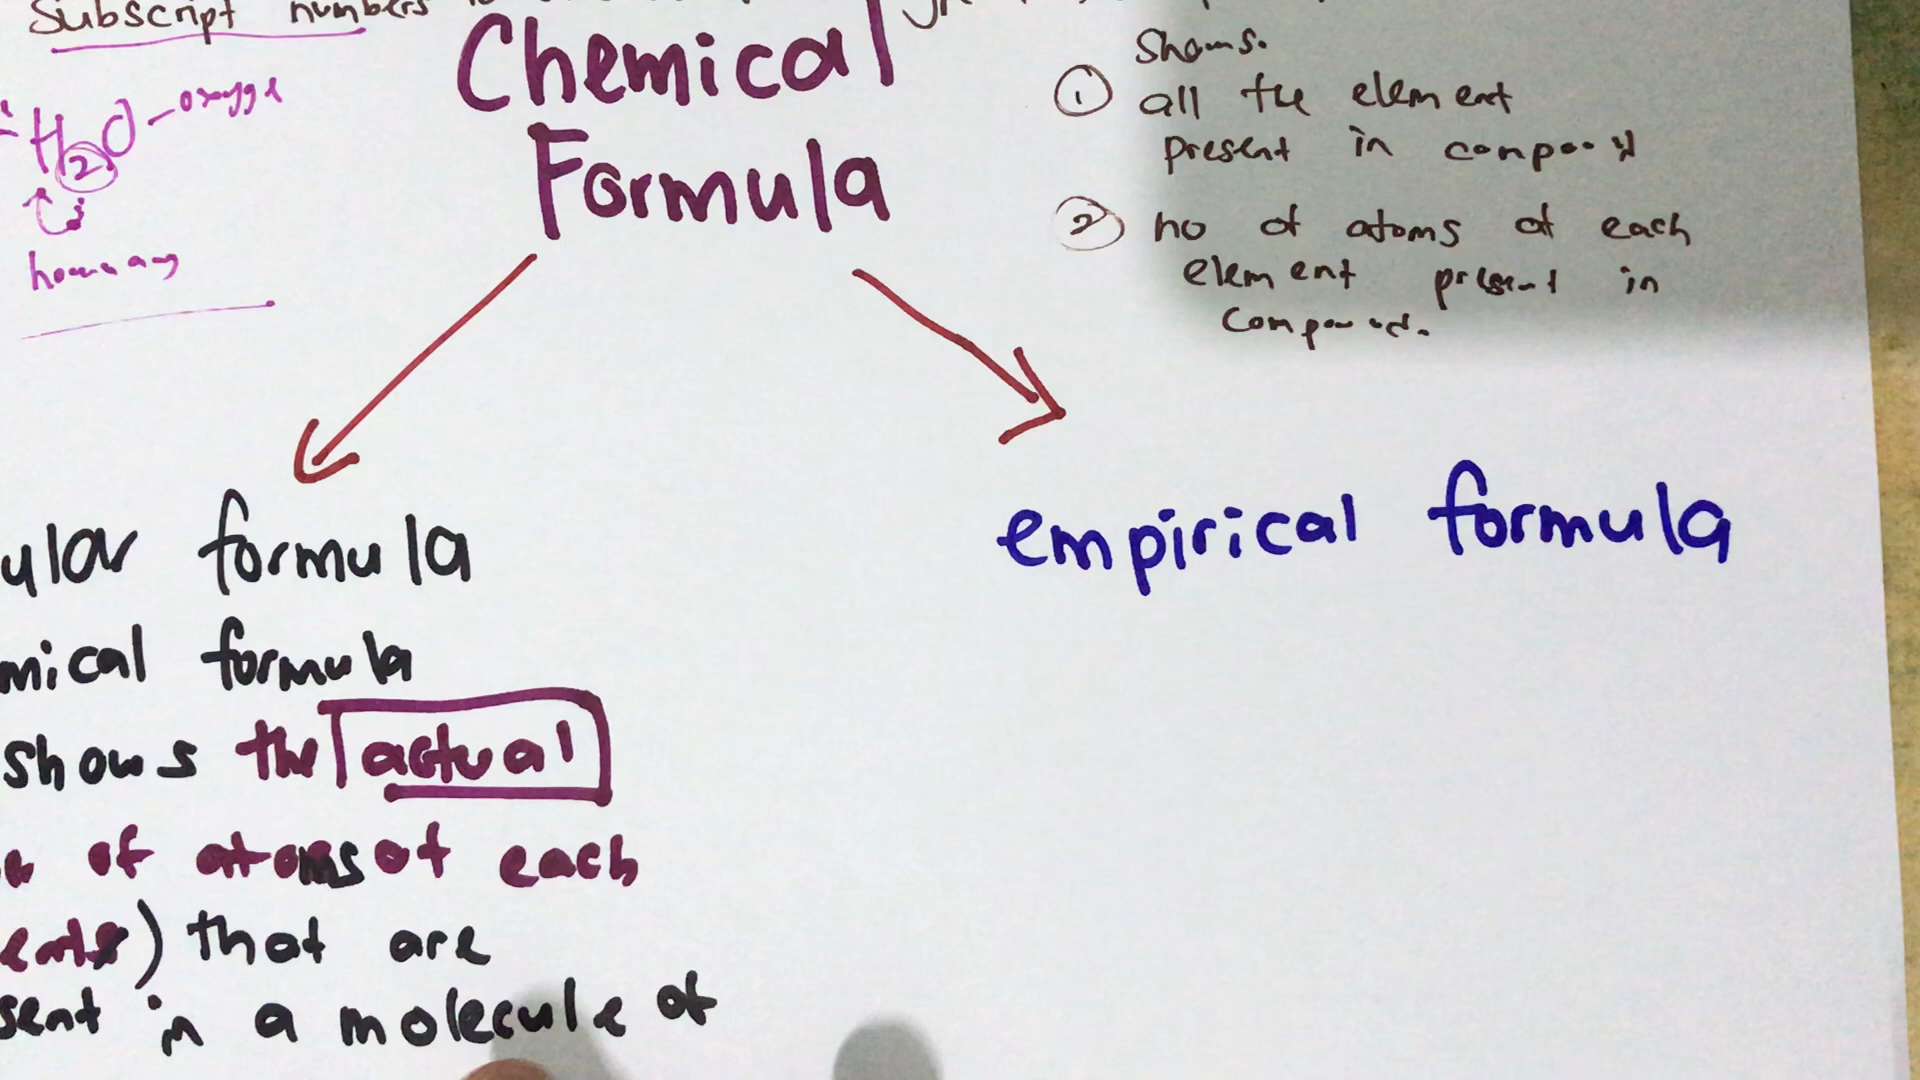 Subscript numbers
H2O - oxygen
Chemical
Formula
Shows.
① all the element
present in compound
② no of atoms of each
element present in
compound.
ular formula
mical formula
shows the actual
of atoms of each
ents) that are
sent in a molecule of
empirical formula